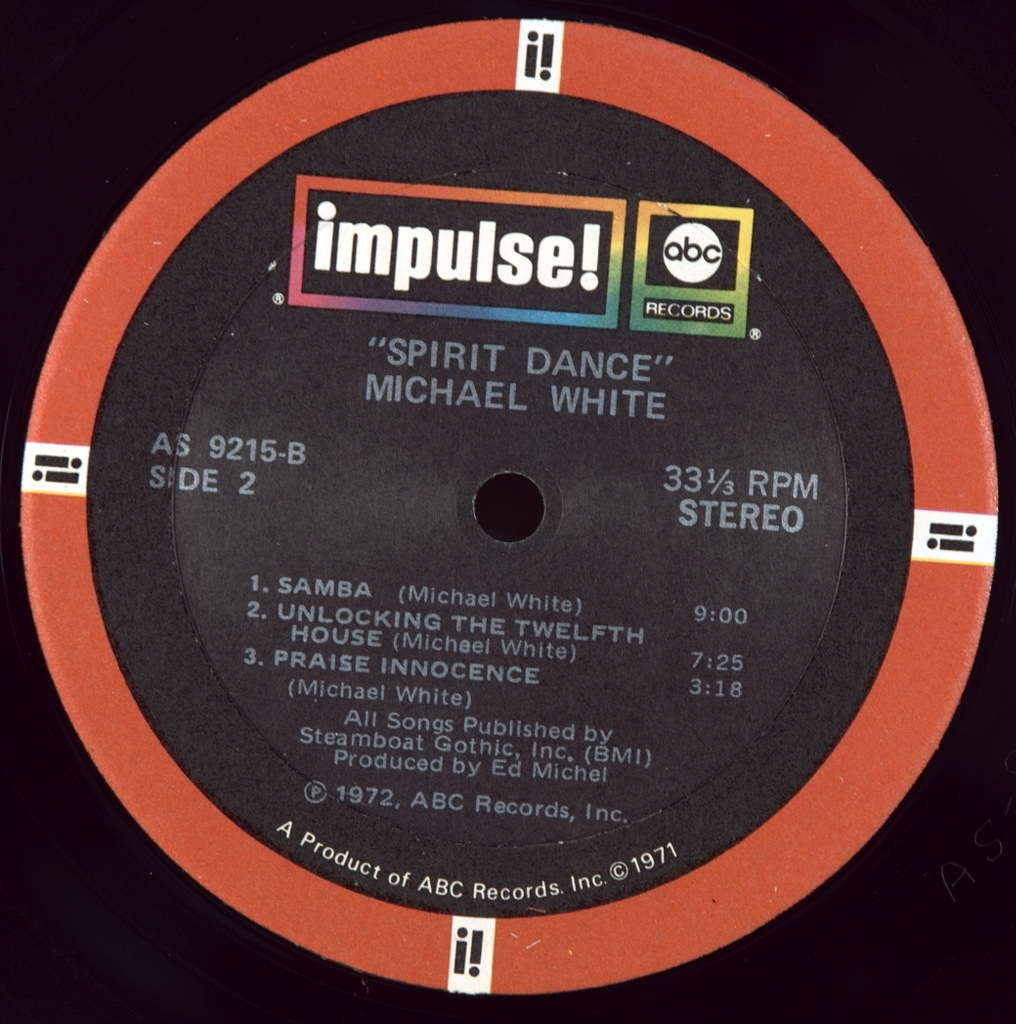 impulse!
abc
RECORDS
®
®
"SPIRIT DANCE"
MICHAEL WHITE
AS 9215-B
SIDE 2
33⅓ RPM
STEREO
1. SAMBA (Michael White) 9:00
2. UNLOCKING THE TWELFTH
HOUSE (Michael White) 7:25
3. PRAISE INNOCENCE 3:18
(Michael White)
All Songs Published by
Steamboat Gothic, Inc. (BMI)
Produced by Ed Michel
℗ 1972, ABC Records, Inc.
A Product of ABC Records. Inc. © 1971
i!
i!
i!
i!
AS